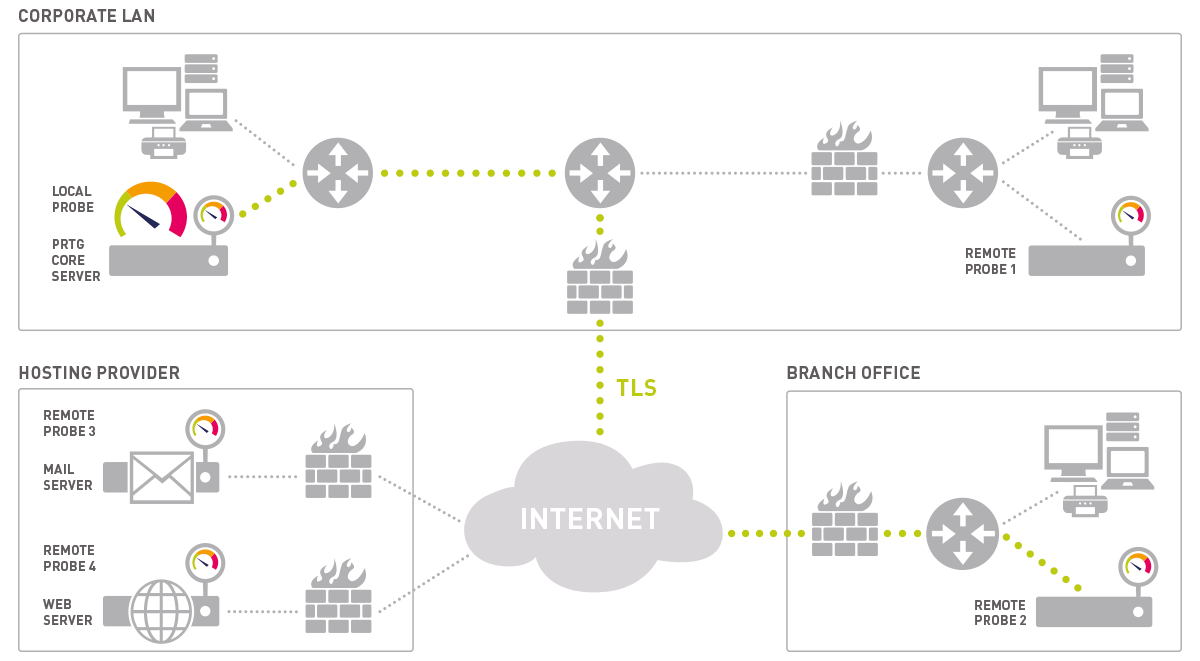 CORPORATE LAN
LOCAL
PROBE
PRTG
CORE
SERVER
REMOTE
PROBE 1
HOSTING PROVIDER
REMOTE
PROBE 3
MAIL
SERVER
REMOTE
PROBE 4
WEB
SERVER
TLS
INTERNET
BRANCH OFFICE
REMOTE
PROBE 2